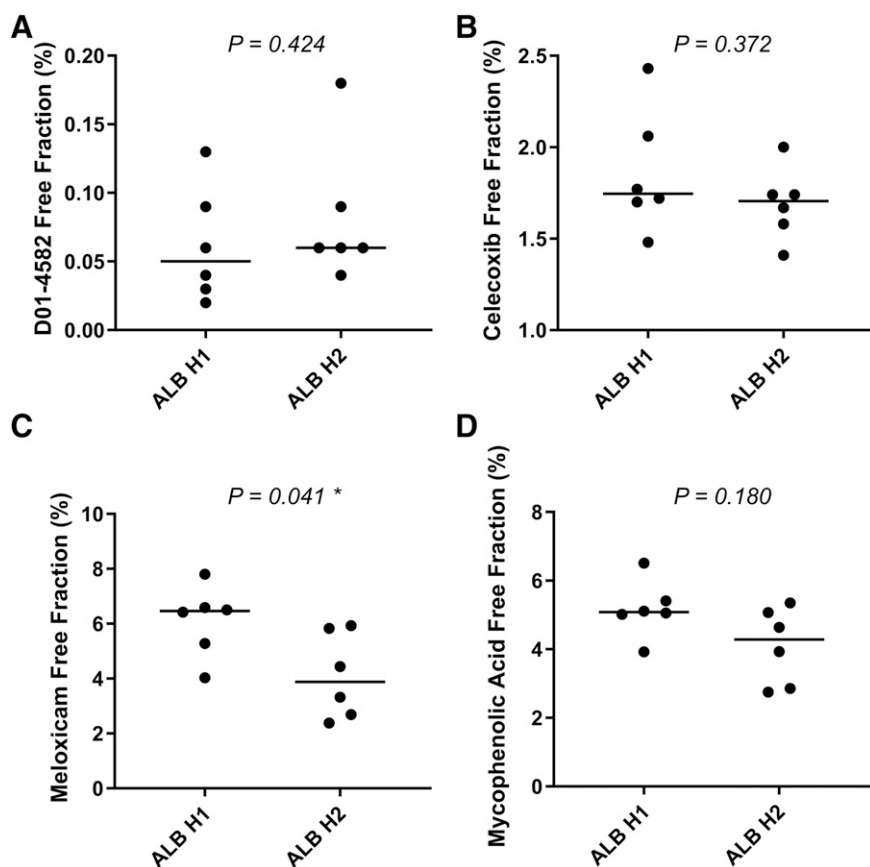 A
P = 0.424
D01-4582 Free Fraction (%)
0.20
0.15
0.10
0.05
0.00
ALB H1
ALB H2
B
P = 0.372
Celecoxib Free Fraction (%)
2.5
2.0
1.5
1.0
ALB H1
ALB H2
C
P = 0.041 *
Meloxicam Free Fraction (%)
10
8
6
4
2
0
ALB H1
ALB H2
D
P = 0.180
Mycophenolic Acid Free Fraction (%)
8
6
4
2
0
ALB H1
ALB H2